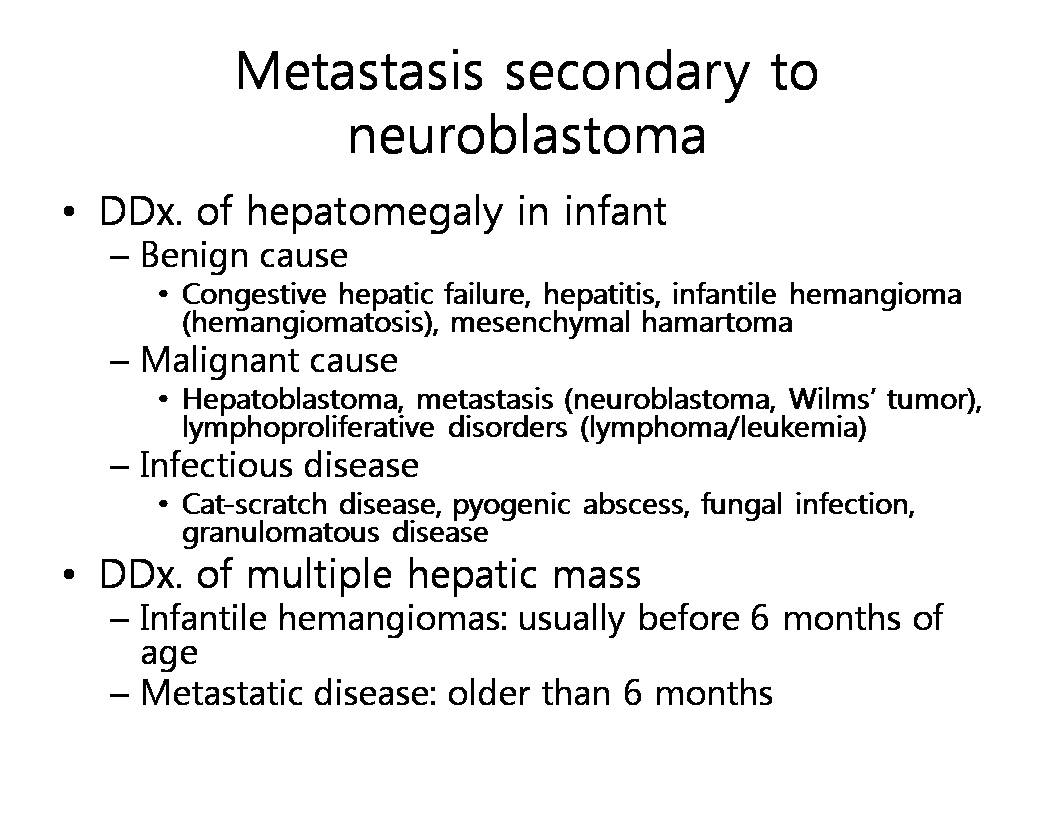 Metastasis secondary to
neuroblastoma
• DDx. of hepatomegaly in infant
– Benign cause
• Congestive hepatic failure, hepatitis, infantile hemangioma
(hemangiomatosis), mesenchymal hamartoma
– Malignant cause
• Hepatoblastoma, metastasis (neuroblastoma, Wilms’ tumor),
lymphoproliferative disorders (lymphoma/leukemia)
– Infectious disease
• Cat-scratch disease, pyogenic abscess, fungal infection,
granulomatous disease
• DDx. of multiple hepatic mass
– Infantile hemangiomas: usually before 6 months of
age
– Metastatic disease: older than 6 months